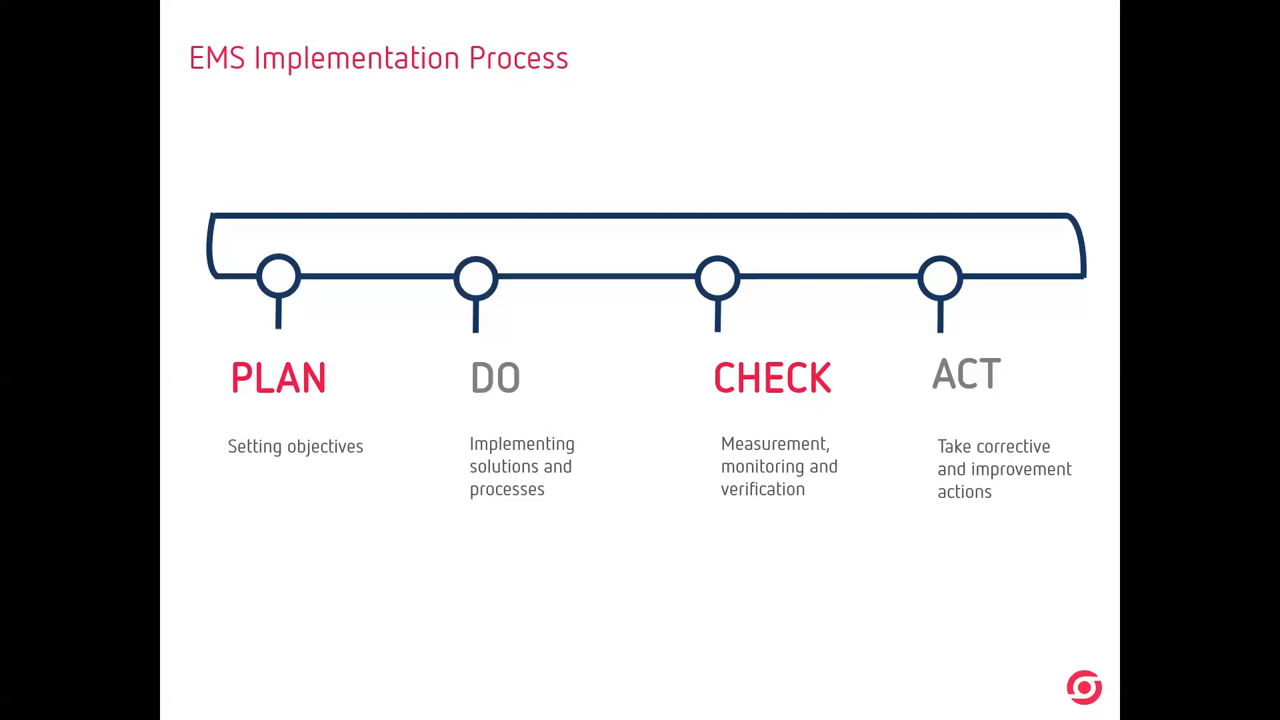 EMS Implementation Process
PLAN
DO
CHECK
ACT
Setting objectives
Implementing
solutions and
processes
Measurement,
monitoring and
verification
Take corrective
and improvement
actions